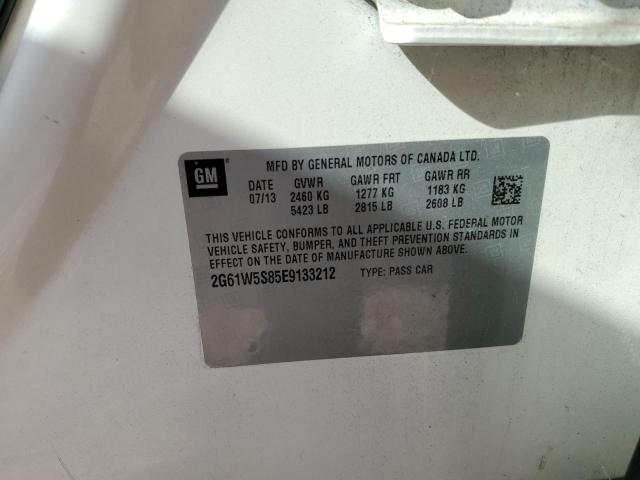 GM
MFD BY GENERAL MOTORS OF CANADA LTD.
DATE GVWR GAWR FRT GAWR RR
07/13 2460 KG 1277 KG 1183 KG
5423 LB 2815 LB 2608 LB
THIS VEHICLE CONFORMS TO ALL APPLICABLE U.S. FEDERAL MOTOR
VEHICLE SAFETY, BUMPER, AND THEFT PREVENTION STANDARDS IN
EFFECT ON THE DATE OF MANUFACTURE SHOWN ABOVE.
2G61W5S85E9133212 TYPE: PASS CAR